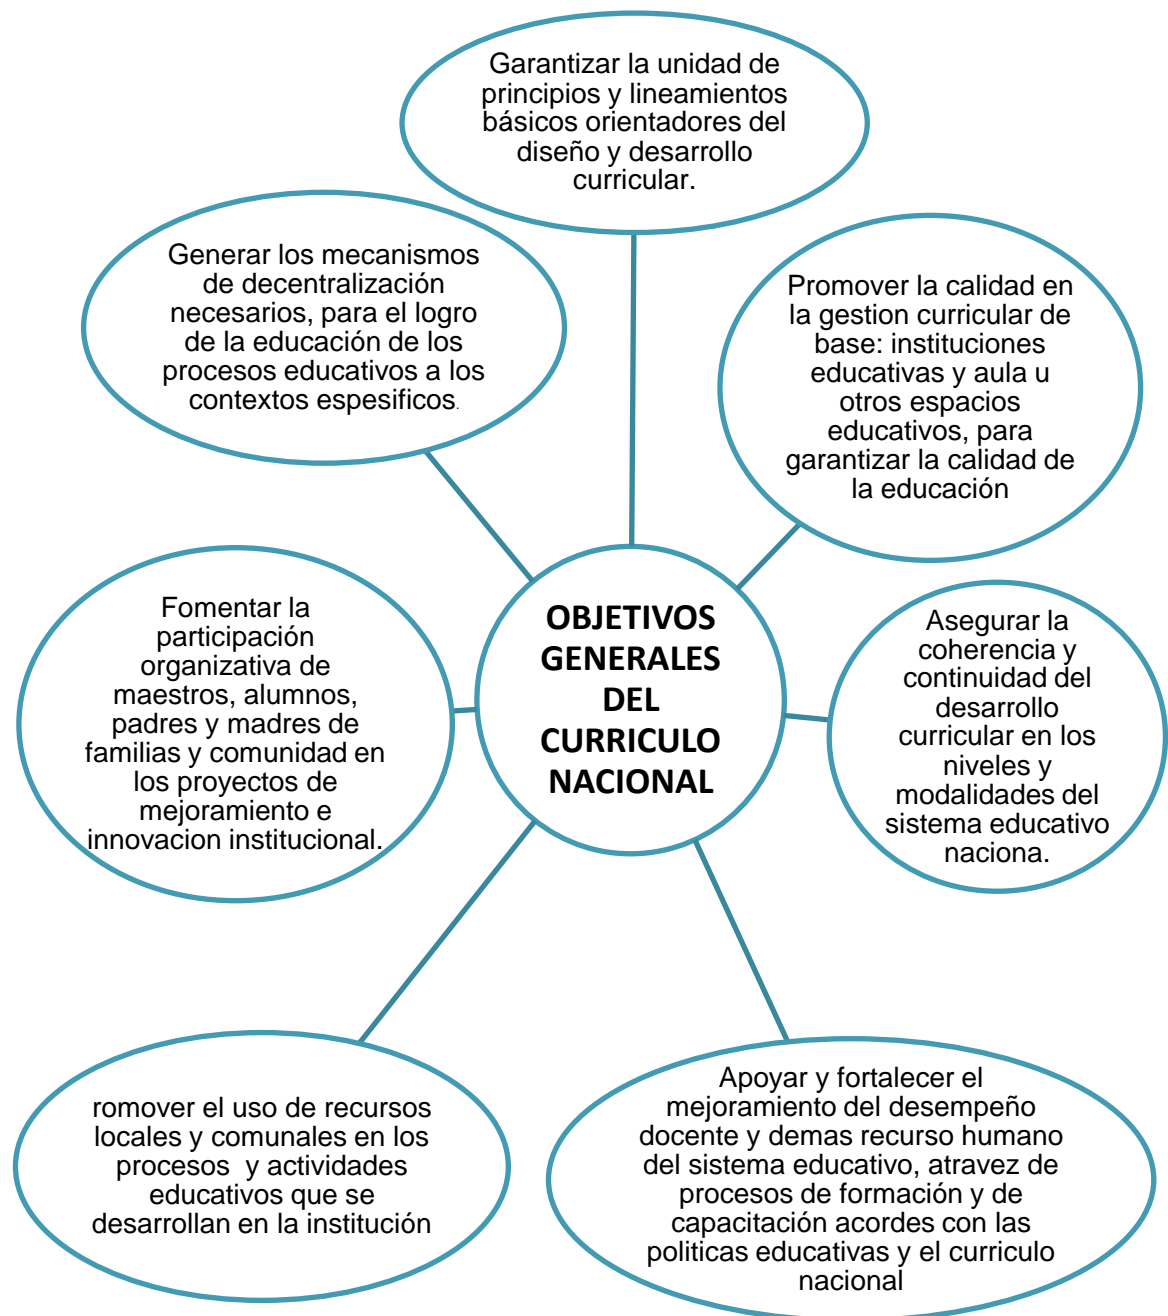 Garantizar la unidad de
principios y lineamientos
básicos orientadores del
diseño y desarrollo
curricular.
Generar los mecanismos
de decentralización
necesarios, para el logro
de la educación de los
procesos educativos a los
contextos espesificos.
Promover la calidad en
la gestion curricular de
base: instituciones
educativas y aula u
otros espacios
educativos, para
garantizar la calidad de
la educación
OBJETIVOS
GENERALES
DEL
CURRICULO
NACIONAL
Fomentar la
participación
organizativa de
maestros, alumnos,
padres y madres de
familias y comunidad en
los proyectos de
mejoramiento e
innovacion institucional.
Asegurar la
coherencia y
continuidad del
desarrollo
curricular en los
niveles y
modalidades del
sistema educativo
naciona.
romover el uso de recursos
locales y comunales en los
procesos y actividades
educativos que se
desarrollan en la institución
Apoyar y fortalecer el
mejoramiento del desempeño
docente y demas recurso humano
del sistema educativo, atravez de
procesos de formación y de
capacitación acordes con las
politicas educativas y el curriculo
nacional